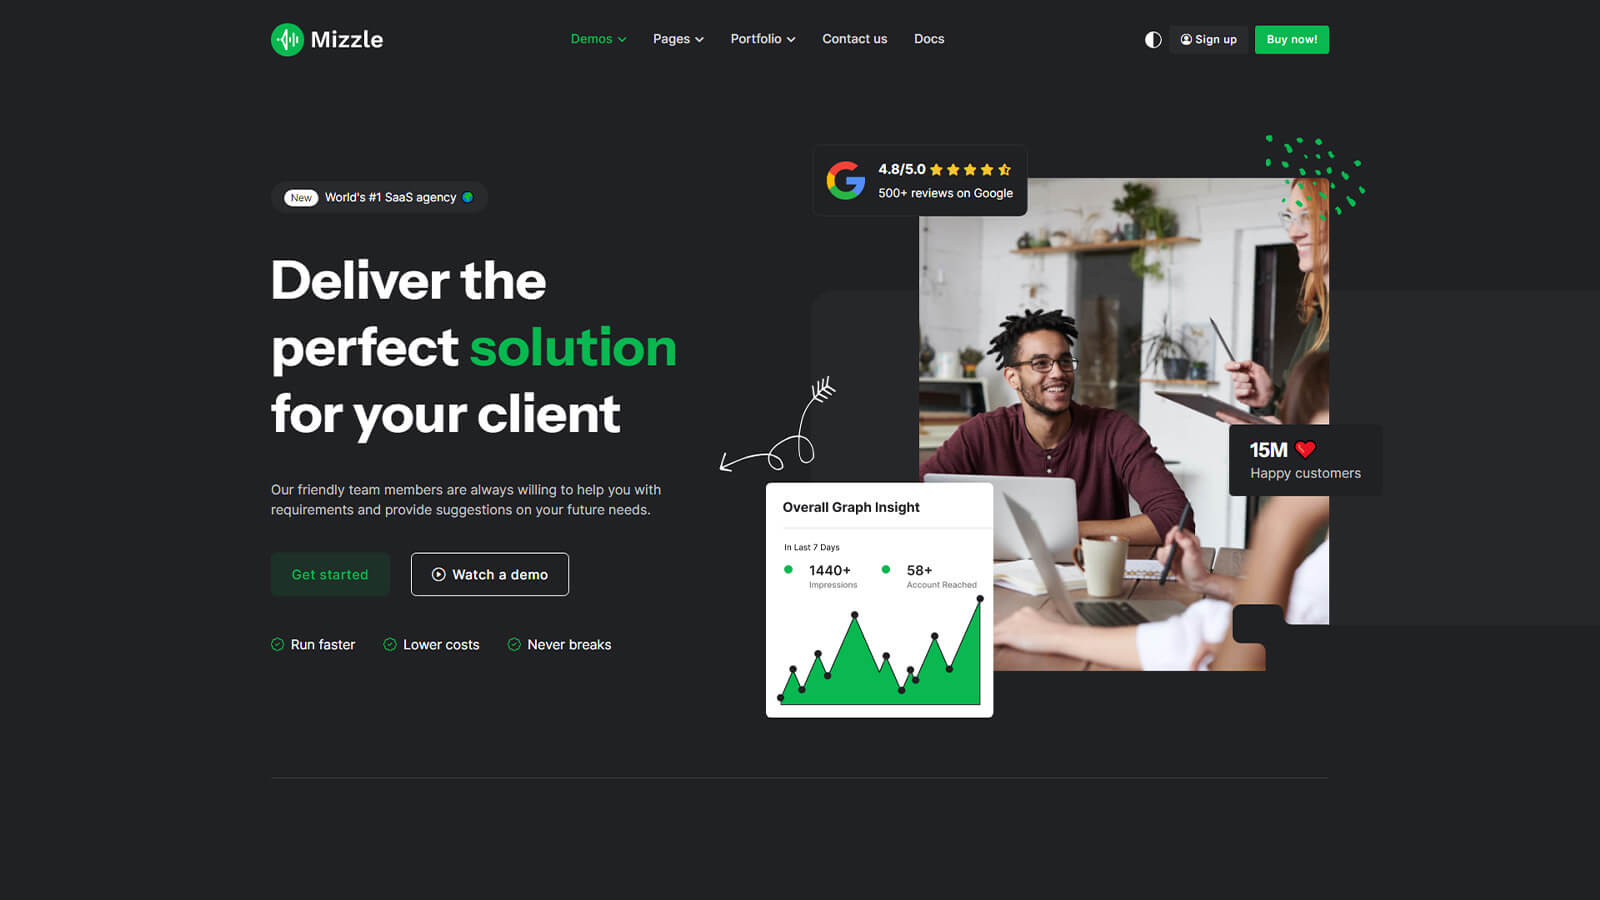 Mizzle
Demos
Pages
Portfolio
Contact us
Docs
Sign up
Buy now!
New
World's #1 SaaS agency
Deliver the
perfect solution
for your client
Our friendly team members are always willing to help you with
requirements and provide suggestions on your future needs.
Get started
Watch a demo
Run faster
Lower costs
Never breaks
4.8/5.0
500+ reviews on Google
15M
Happy customers
Overall Graph Insight
In Last 7 Days
1440+
Impressions
58+
Account Reached